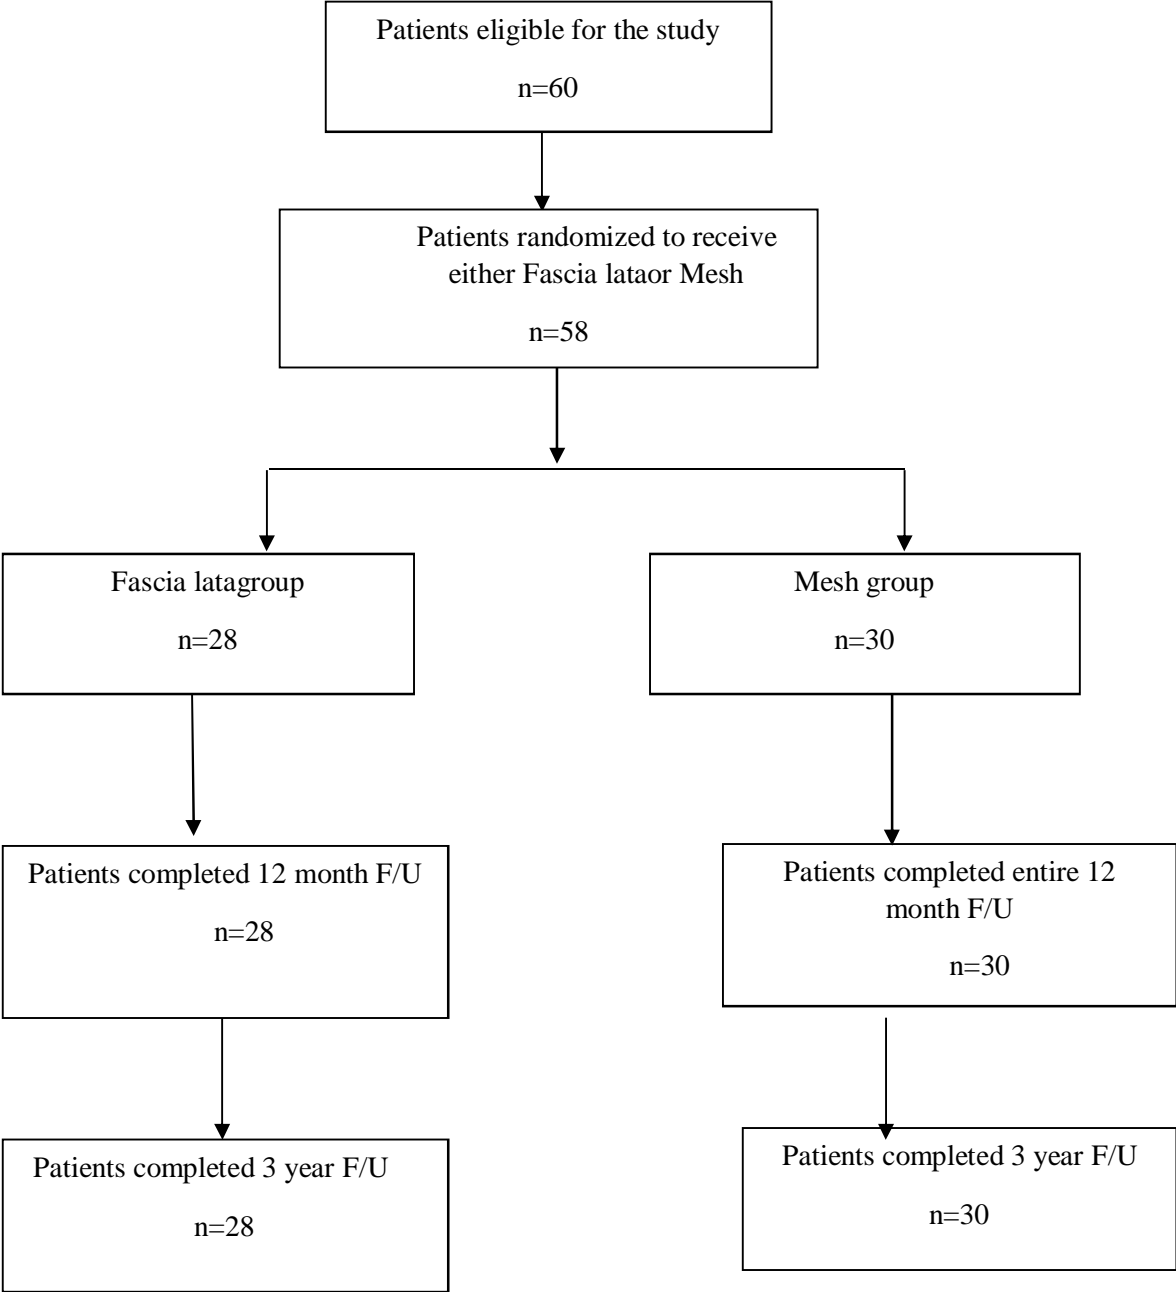 Patients eligible for the study
n=60
Patients randomized to receive
either Fascia lataor Mesh
n=58
Fascia latagroup
n=28
Mesh group
n=30
Patients completed 12 month F/U
n=28
Patients completed entire 12
month F/U
n=30
Patients completed 3 year F/U
n=28
Patients completed 3 year F/U
n=30